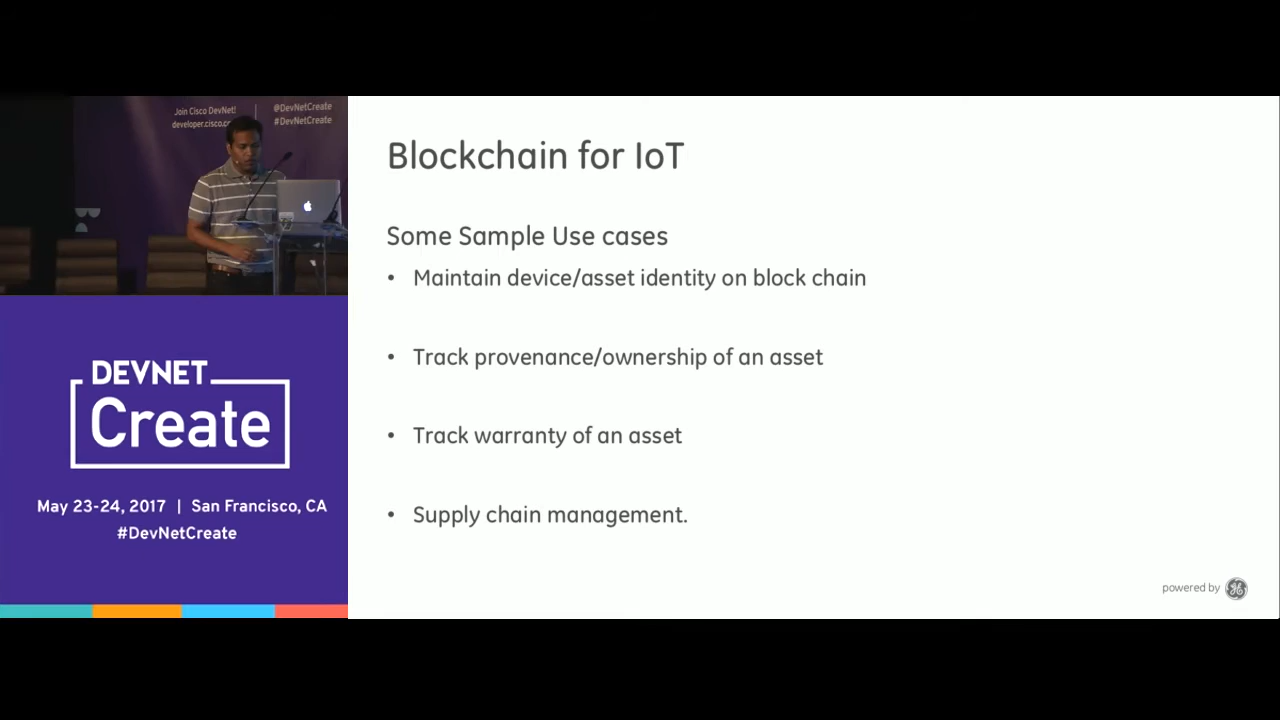 Join Cisco DevNet!
@DevNetCreate
#DevNetCreate
Blockchain for IoT
Some Sample Use cases
• Maintain device/asset identity on block chain
• Track provenance/ownership of an asset
• Track warranty of an asset
• Supply chain management.
DEVNET
Create
May 23-24, 2017 | San Francisco, CA
#DevNetCreate
powered by